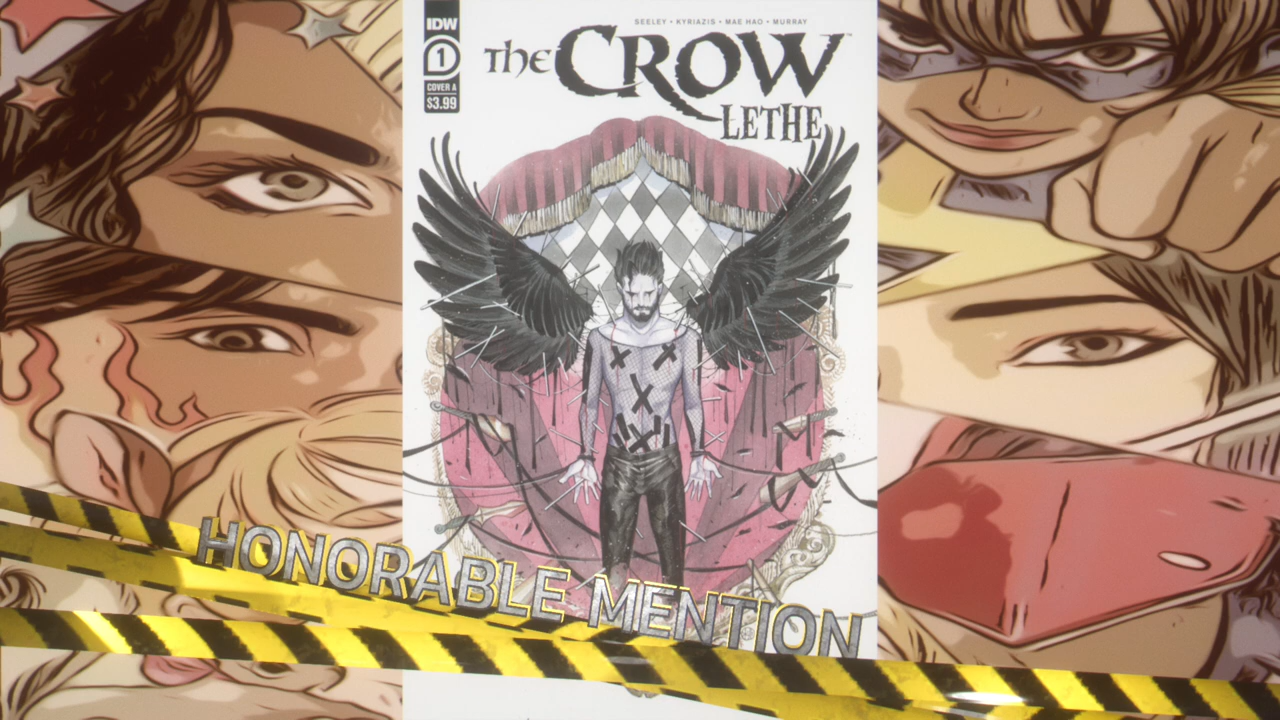 IDW
1
COVER A
$3.99
SEELEY • KYRIAZIS • MAE HAO • MURRAY
the CROW
LETHE
HONORABLE MENTION